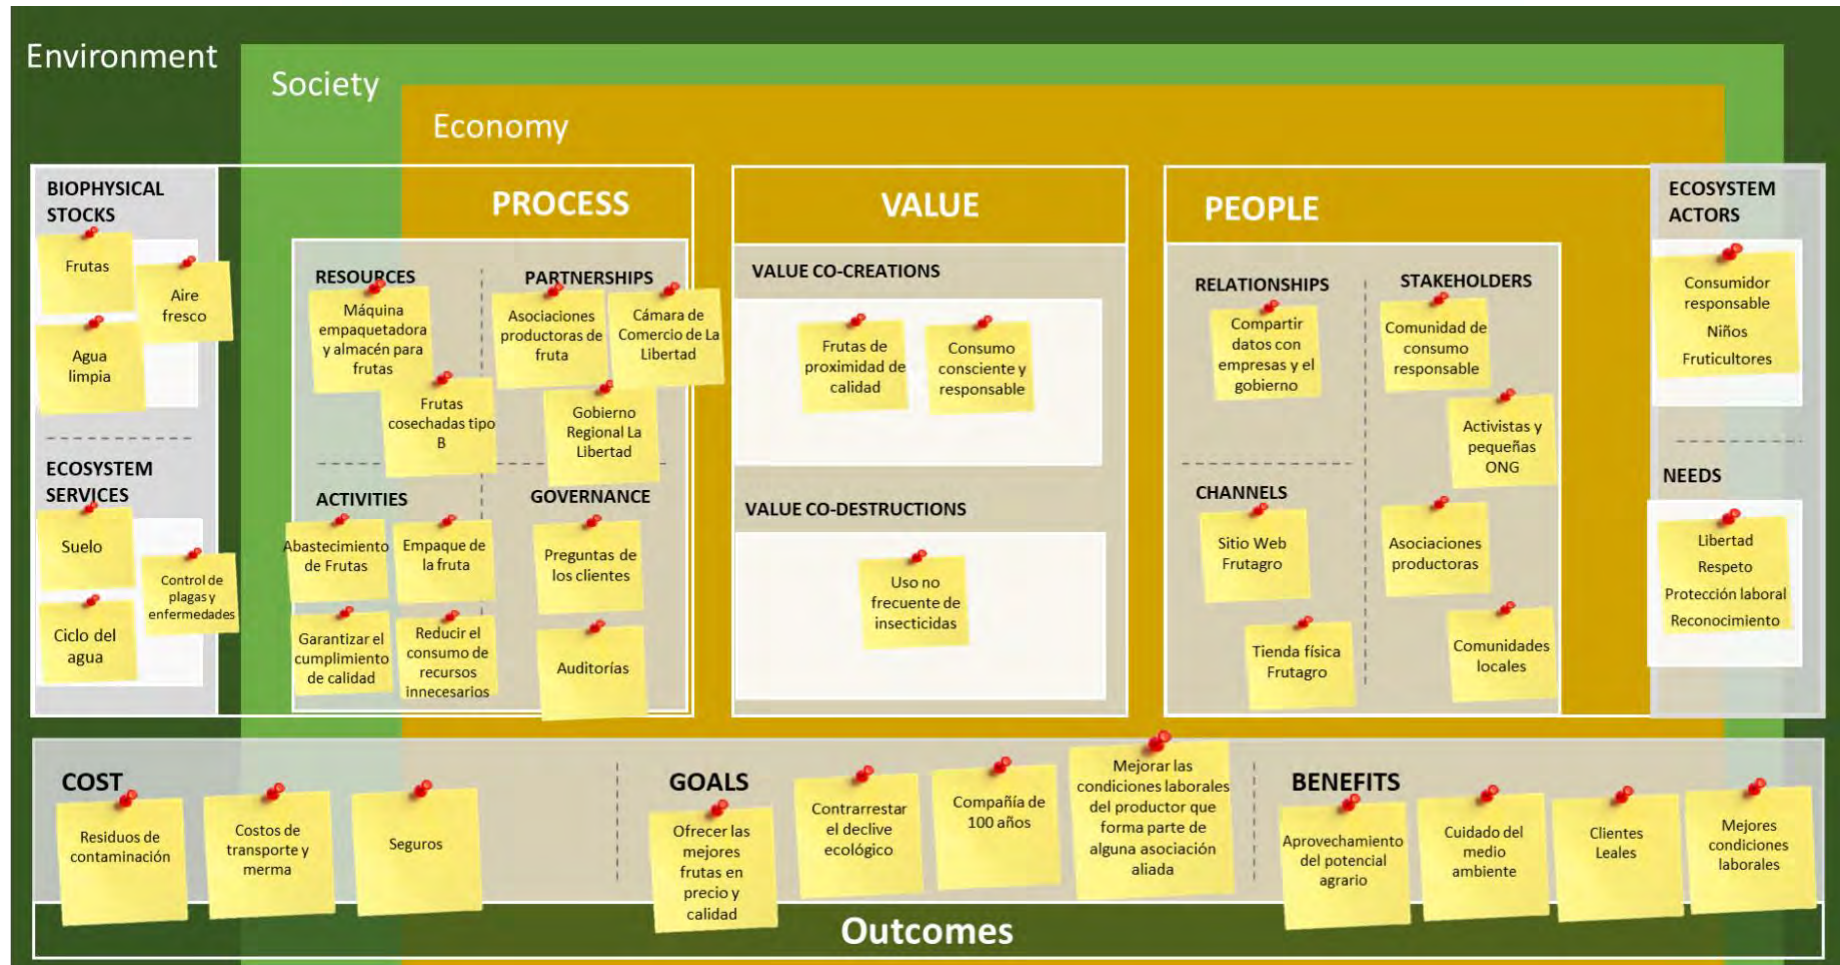 Environment
Society
Economy
BIOPHYSICAL
STOCKS
Frutas
Aire
fresco
Agua
limpia
ECOSYSTEM
SERVICES
Suelo
Control de
plagas y
enfermedades
Ciclo del
agua
PROCESS
RESOURCES
Máquina
empaquetadora
y almacén para
frutas
Frutas
cosechadas tipo
B
PARTNERSHIPS
Asociaciones
productoras de
fruta
Cámara de
Comercio de La
Libertad
Gobierno
Regional La
Libertad
ACTIVITIES
Abastecimiento
de Frutas
Empaque de
la fruta
Garantizar el
cumplimiento
de calidad
Reducir el
consumo de
recursos
innecesarios
GOVERNANCE
Preguntas de
los clientes
Auditorías
VALUE
VALUE CO-CREATIONS
Frutas de
proximidad de
calidad
Consumo
consciente y
responsable
VALUE CO-DESTRUCTIONS
Uso no
frecuente de
insecticidas
PEOPLE
RELATIONSHIPS
Compartir
datos con
empresas y el
gobierno
STAKEHOLDERS
Comunidad de
consumo
responsable
Activistas y
pequeñas
ONG
Asociaciones
productoras
Comunidades
locales
CHANNELS
Sitio Web
Frutagro
Tienda física
Frutagro
ECOSYSTEM
ACTORS
Consumidor
responsable
Niños
Fruticultores
NEEDS
Libertad
Respeto
Protección laboral
Reconocimiento
COST
Residuos de
contaminación
Costos de
transporte y
merma
Seguros
GOALS
Ofrecer las
mejores
frutas en
precio y
calidad
Contrarrestar
el declive
ecológico
Compañía de
100 años
Mejorar las
condiciones laborales
del productor que
forma parte de
alguna asociación
aliada
BENEFITS
Aprovechamiento
del potencial
agrario
Cuidado del
medio
ambiente
Clientes
Leales
Mejores
condiciones
laborales
Outcomes